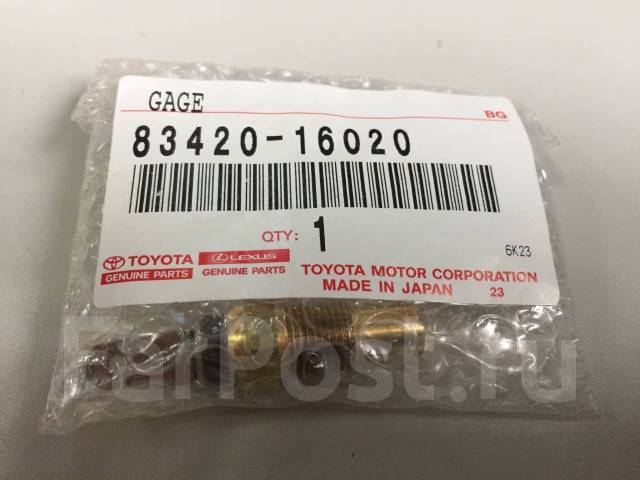 GAGE
BG
83420-16020
QTY: 1
6K23
TOYOTA
GENUINE PARTS
LEXUS
GENUINE PARTS
TOYOTA MOTOR CORPORATION
MADE IN JAPAN 23
FarPost.ru